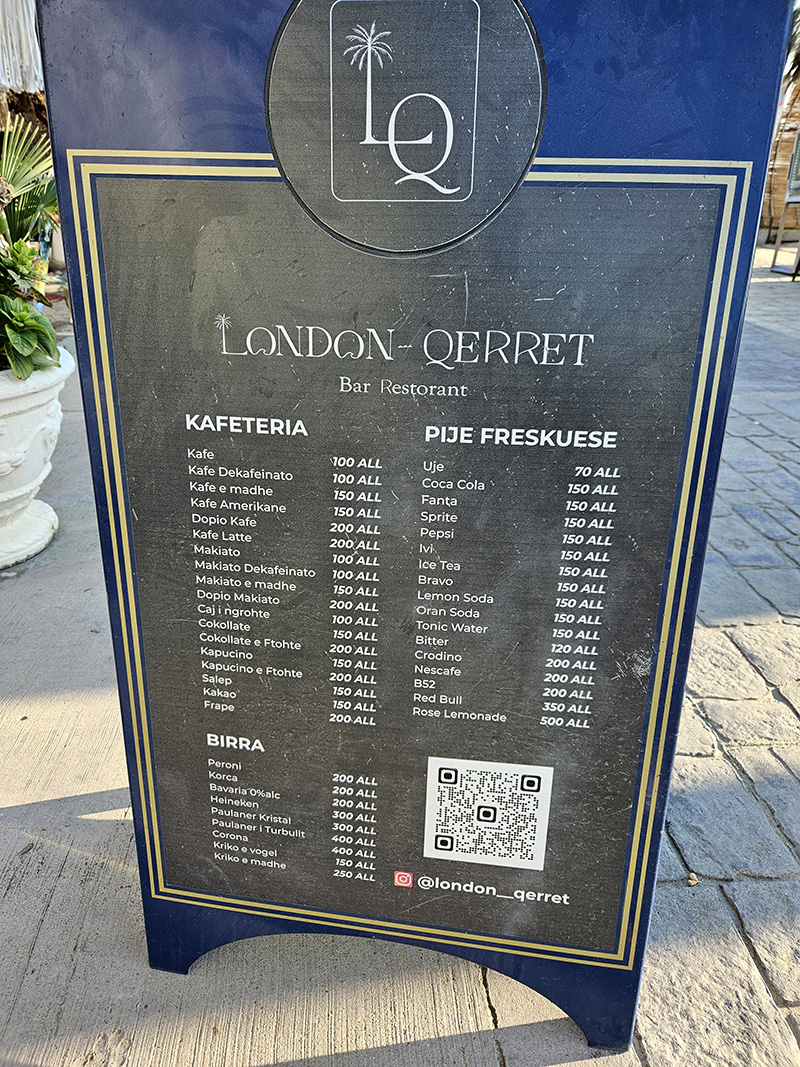 LQ
LONDON-QERRET
Bar Restorant
KAFETERIA
Kafe 100 ALL
Kafe Dekafeinato 100 ALL
Kafe e madhe 150 ALL
Kafe Amerikane 150 ALL
Dopio Kafe 200 ALL
Kafe Latte 200 ALL
Makiato 100 ALL
Makiato Dekafeinato 100 ALL
Makiato e madhe 150 ALL
Dopio Makiato 200 ALL
Caj i ngrohte 100 ALL
Cokollate 150 ALL
Cokollate e Ftohte 200 ALL
Kapucino 150 ALL
Kapucino e Ftohte 200 ALL
Salep 150 ALL
Kakao 150 ALL
Frape 200 ALL
BIRRA
Peroni 200 ALL
Korca 200 ALL
Bavaria 0%alc 200 ALL
Heineken 300 ALL
Paulaner Kristal 300 ALL
Paulaner i Turbullt 400 ALL
Corona 400 ALL
Kriko e vogel 150 ALL
Kriko e madhe 250 ALL
PIJE FRESKUESE
Uje 70 ALL
Coca Cola 150 ALL
Fanta 150 ALL
Sprite 150 ALL
Pepsi 150 ALL
Ivi 150 ALL
Ice Tea 150 ALL
Bravo 150 ALL
Lemon Soda 150 ALL
Oran Soda 150 ALL
Tonic Water 150 ALL
Bitter 120 ALL
Crodino 200 ALL
Nescafe 200 ALL
B52 200 ALL
Red Bull 350 ALL
Rose Lemonade 500 ALL
@london__qerret